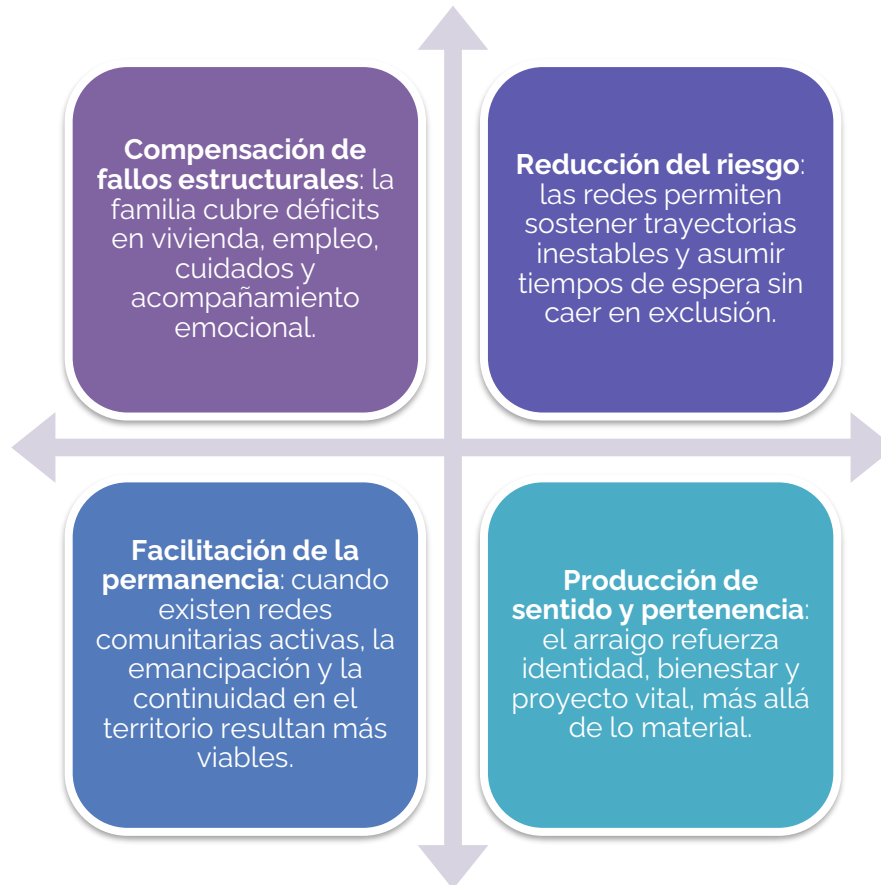 Compensación de
fallos estructurales: la
familia cubre déficits
en vivienda, empleo,
cuidados y
acompañamiento
emocional.
Reducción del riesgo:
las redes permiten
sostener trayectorias
inestables y asumir
tiempos de espera sin
caer en exclusión.
Facilitación de la
permanencia: cuando
existen redes
comunitarias activas, la
emancipación y la
continuidad en el
territorio resultan más
viables.
Producción de
sentido y pertenencia:
el arraigo refuerza
identidad, bienestar y
proyecto vital, más allá
de lo material.